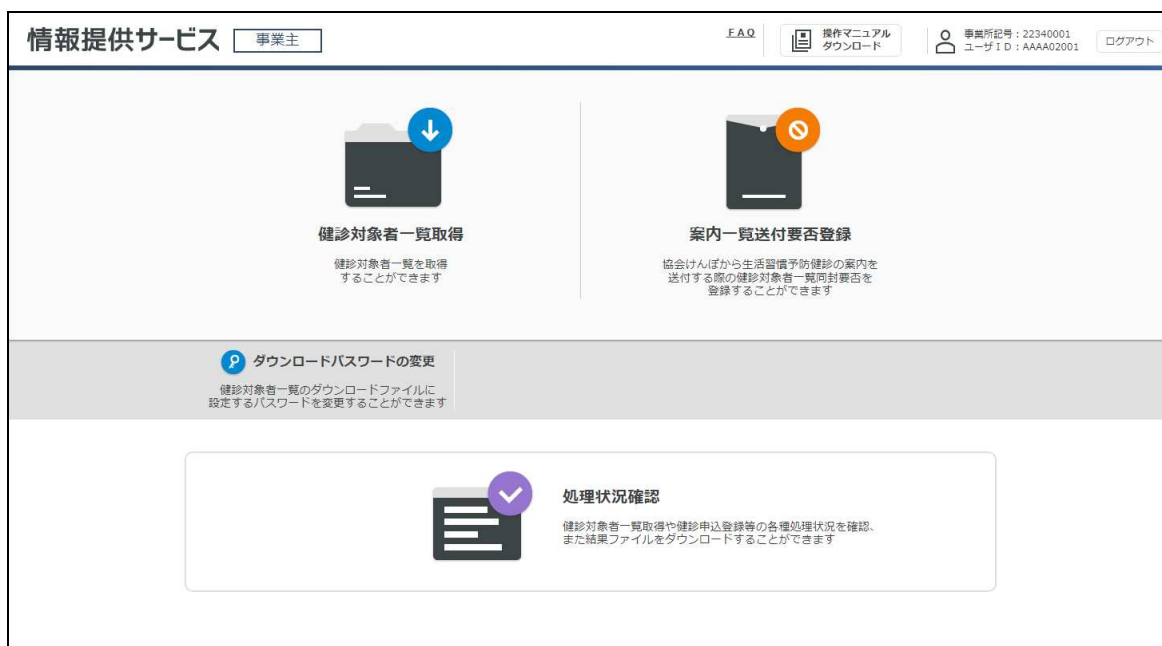 情報提供サービス 事業主
FAQ
操作マニュアル
ダウンロード
事業所記号：22340001
ユーザID：AAAA02001
ログアウト
健診対象者一覧取得
健診対象者一覧を取得
することができます
案内一覧送付要否登録
協会けんぽから生活習慣予防健診の案内を
送付する際の健診対象者一覧同封要否を
登録することができます
ダウンロードパスワードの変更
健診対象者一覧のダウンロードファイルに
設定するパスワードを変更することができます
処理状況確認
健診対象者一覧取得や健診申込登録等の各種処理状況を確認、
また結果ファイルをダウンロードすることができます